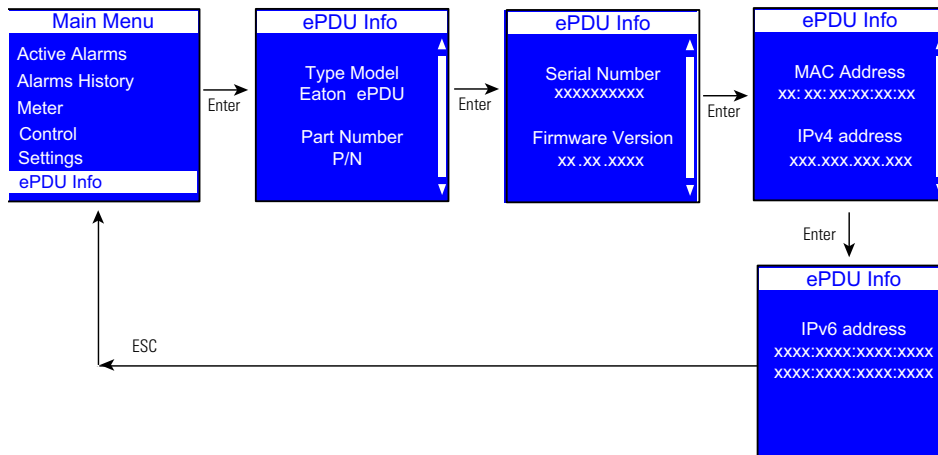 Main Menu
Active Alarms
Alarms History
Meter
Control
Settings
ePDU Info
Enter
ePDU Info
Type Model
Eaton ePDU
Part Number
P/N
Enter
ePDU Info
Serial Number
xxxxxxxxxx
Firmware Version
xx.xx.xxxx
Enter
ePDU Info
MAC Address
xx: xx: xx:xx:xx:xx
IPv4 address
xxx.xxx.xxx.xxx
Enter
ePDU Info
IPv6 address
xxxx:xxxx:xxxx:xxxx
xxxx:xxxx:xxxx:xxxx
ESC